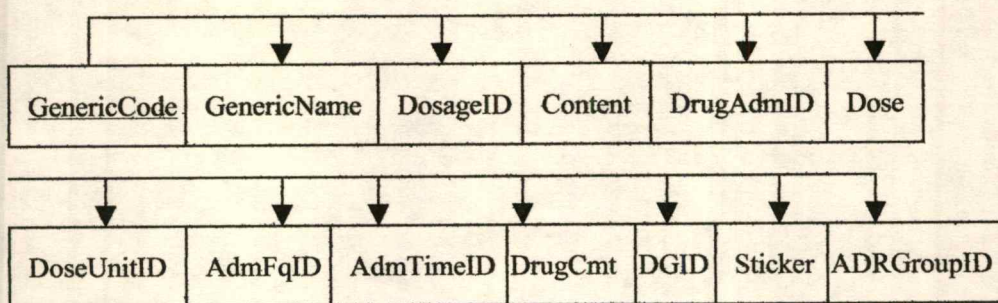 GenericCode GenericName DosageID Content DrugAdmID Dose
DoseUnitID AdmFqID AdmTimeID DrugCmt DGID Sticker ADRGroupID